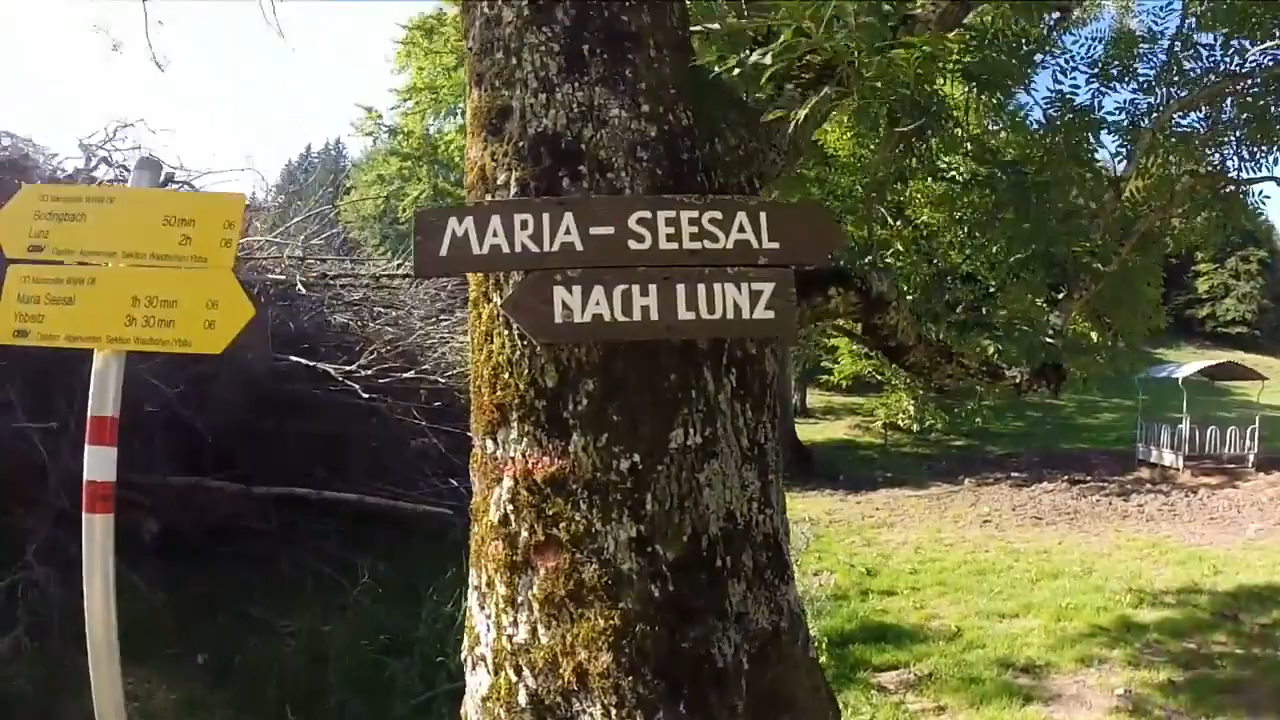 Bodingbach 50 min 06
Lunz 2h 06
Maria Seesal 1h 30 min 06
Ybbsitz 3h 30 min 06
MARIA – SEESAL
NACH LUNZ